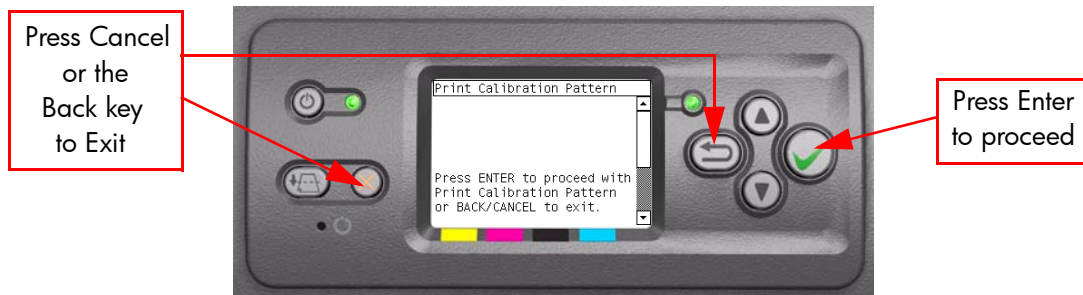 Press Cancel
or the
Back key
to Exit
Print Calibration Pattern
Press ENTER to proceed with
Print Calibration Pattern
or BACK/CANCEL to exit.
Press Enter
to proceed